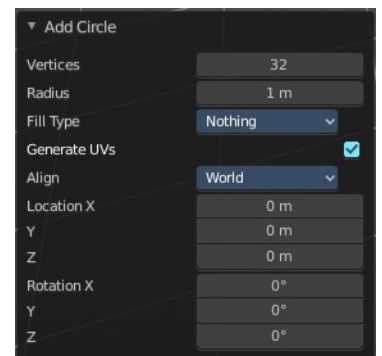 Add Circle
Vertices 32
Radius 1 m
Fill Type Nothing
Generate UVs
Align World
Location X 0 m
Y 0 m
Z 0 m
Rotation X 0°
Y 0°
Z 0°